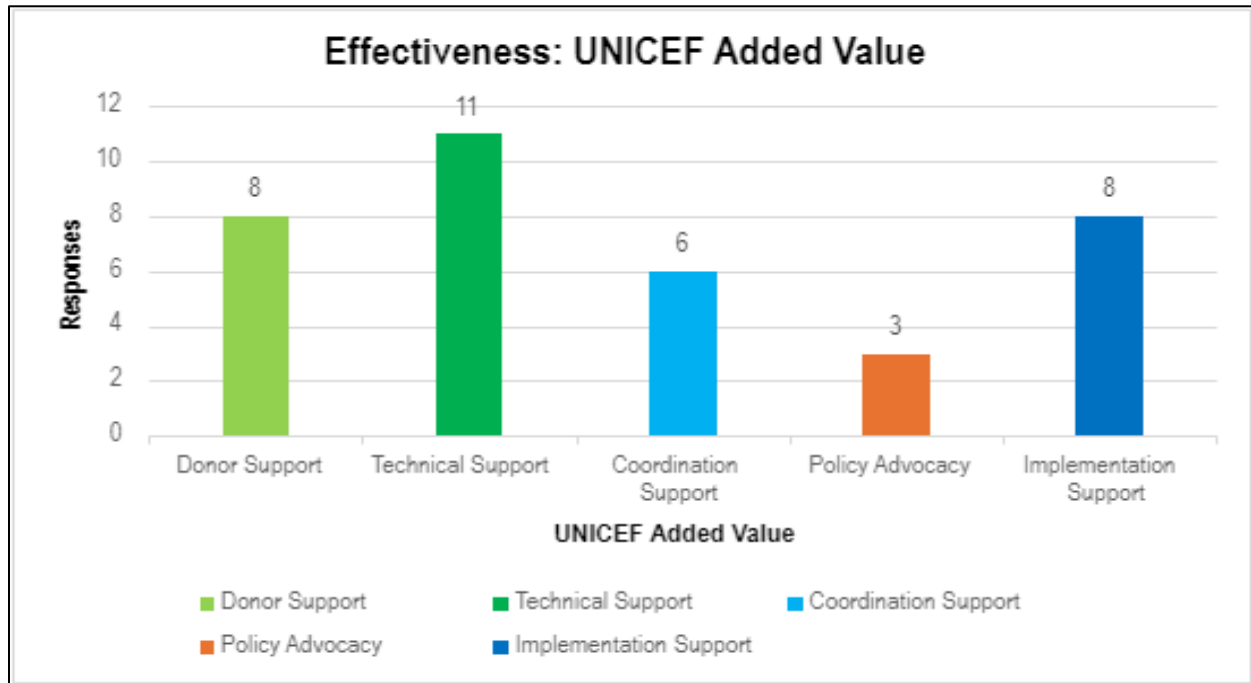 Effectiveness: UNICEF Added Value
12
10
8
6
4
2
0
Responses
8
11
6
3
8
Donor Support
Technical Support
Coordination
Support
Policy Advocacy
Implementation
Support
UNICEF Added Value
Donor Support
Technical Support
Coordination Support
Policy Advocacy
Implementation Support